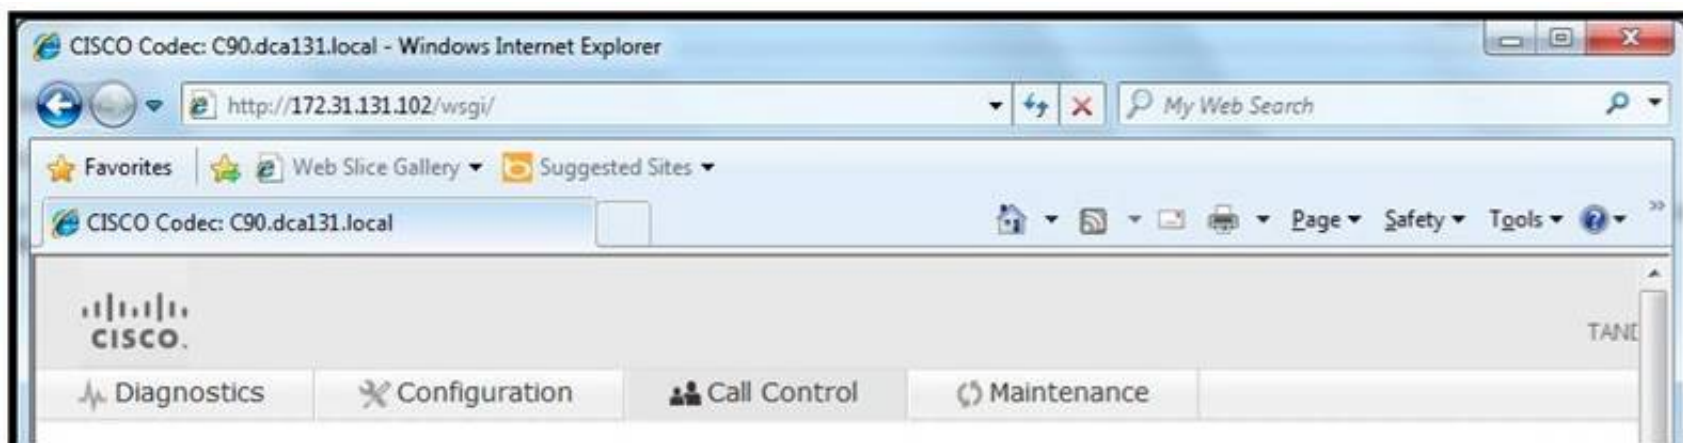 CISCO Codec: C90.dca131.local - Windows Internet Explorer
http://172.31.131.102/wsgi/
My Web Search
Favorites Web Slice Gallery Suggested Sites
CISCO Codec: C90.dca131.local
Page Safety Tools
CISCO.
TAND
Diagnostics Configuration Call Control Maintenance